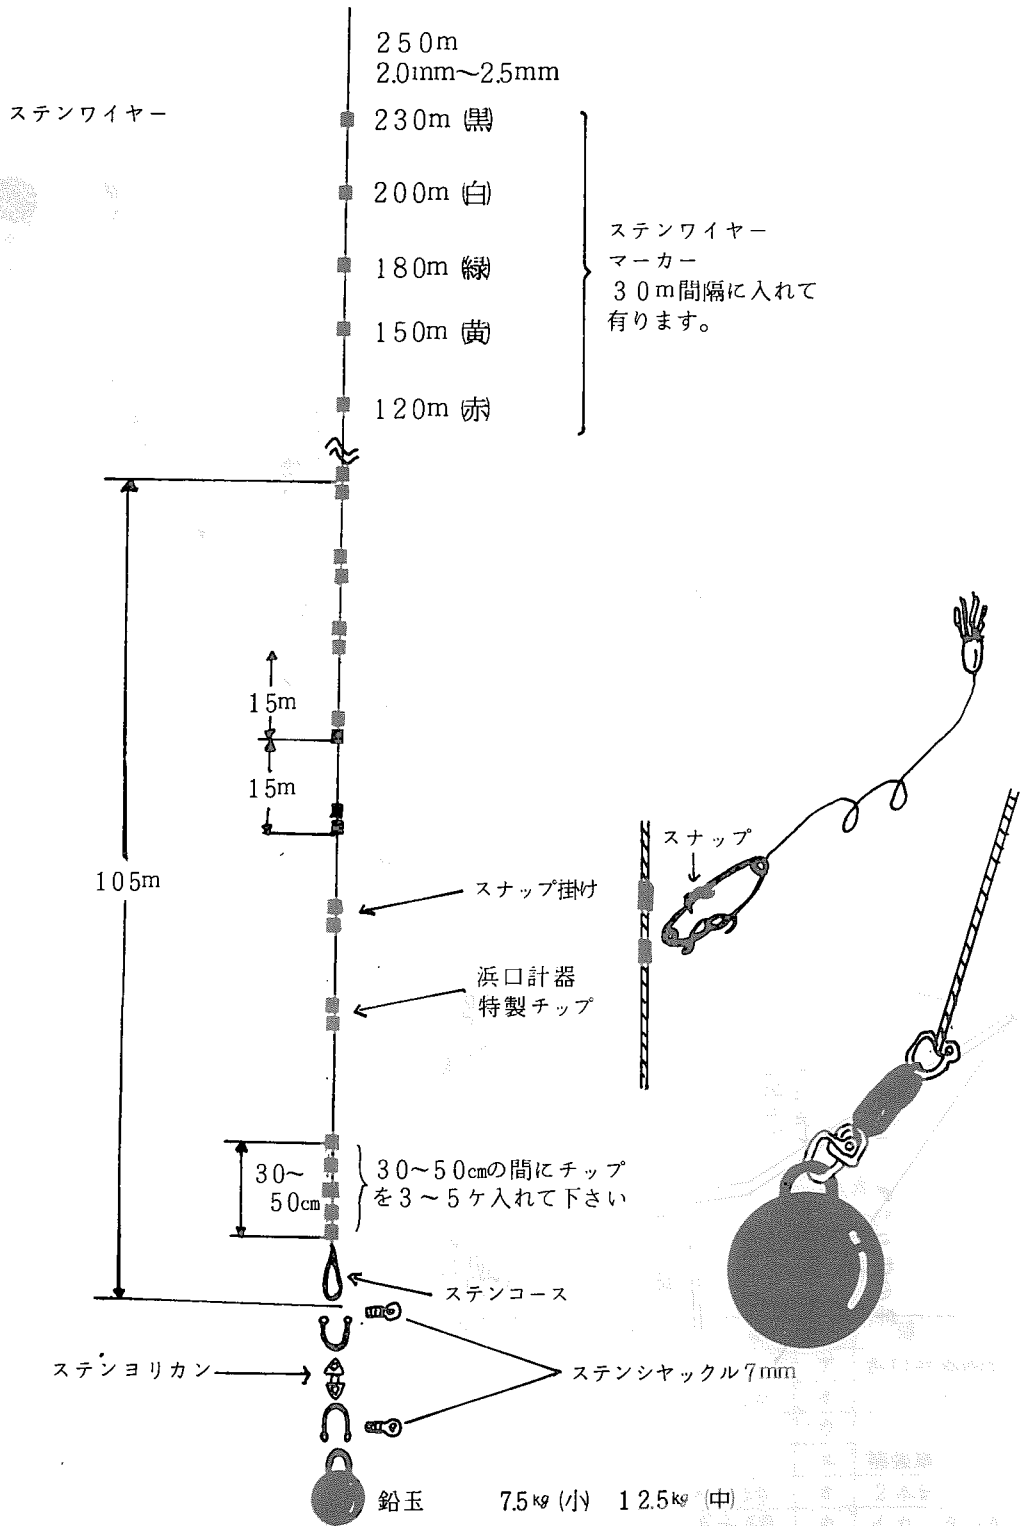 250m
2.0mm～2.5mm
ステンワイヤー
230m (黒)
200m (白)
180m (緑)
150m (黄)
120m (赤)
ステンワイヤー
マーカー
30m間隔に入れて
有ります。
15m
15m
105m
スナップ
スナップ掛け
浜口計器
特製チップ
30～
50cm
30～50cmの間にチップ
を3～5ケ入れて下さい
ステンコース
ステンヨリカン
ステンシヤックル7mm
鉛玉 7.5kg (小) 12.5kg (中)